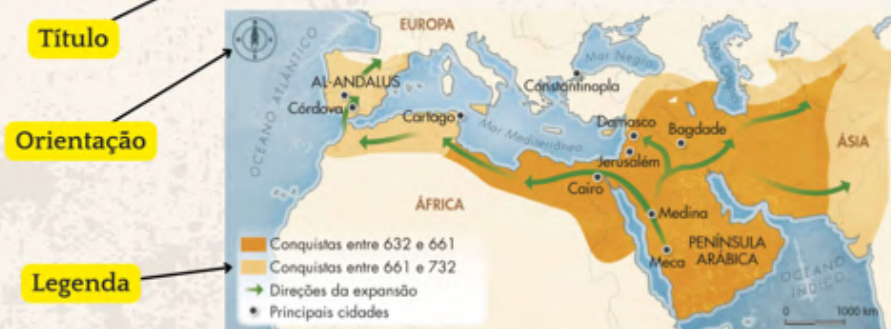 Título
Orientação
Legenda
EUROPA
OCEANO ATLÂNTICO
AL-ANDALUS
Córdova
Cartago
Mar Negro
Constantinopla
Mar Cáspio
Mar Mediterrâneo
Damasco
Bagdade
Jerusalém
ÁSIA
Cairo
ÁFRICA
Medina
Meca
PENÍNSULA
ARÁBICA
OCEANO
ÍNDICO
Conquistas entre 632 e 661
Conquistas entre 661 e 732
Direções da expansão
Principais cidades
0 1000 km